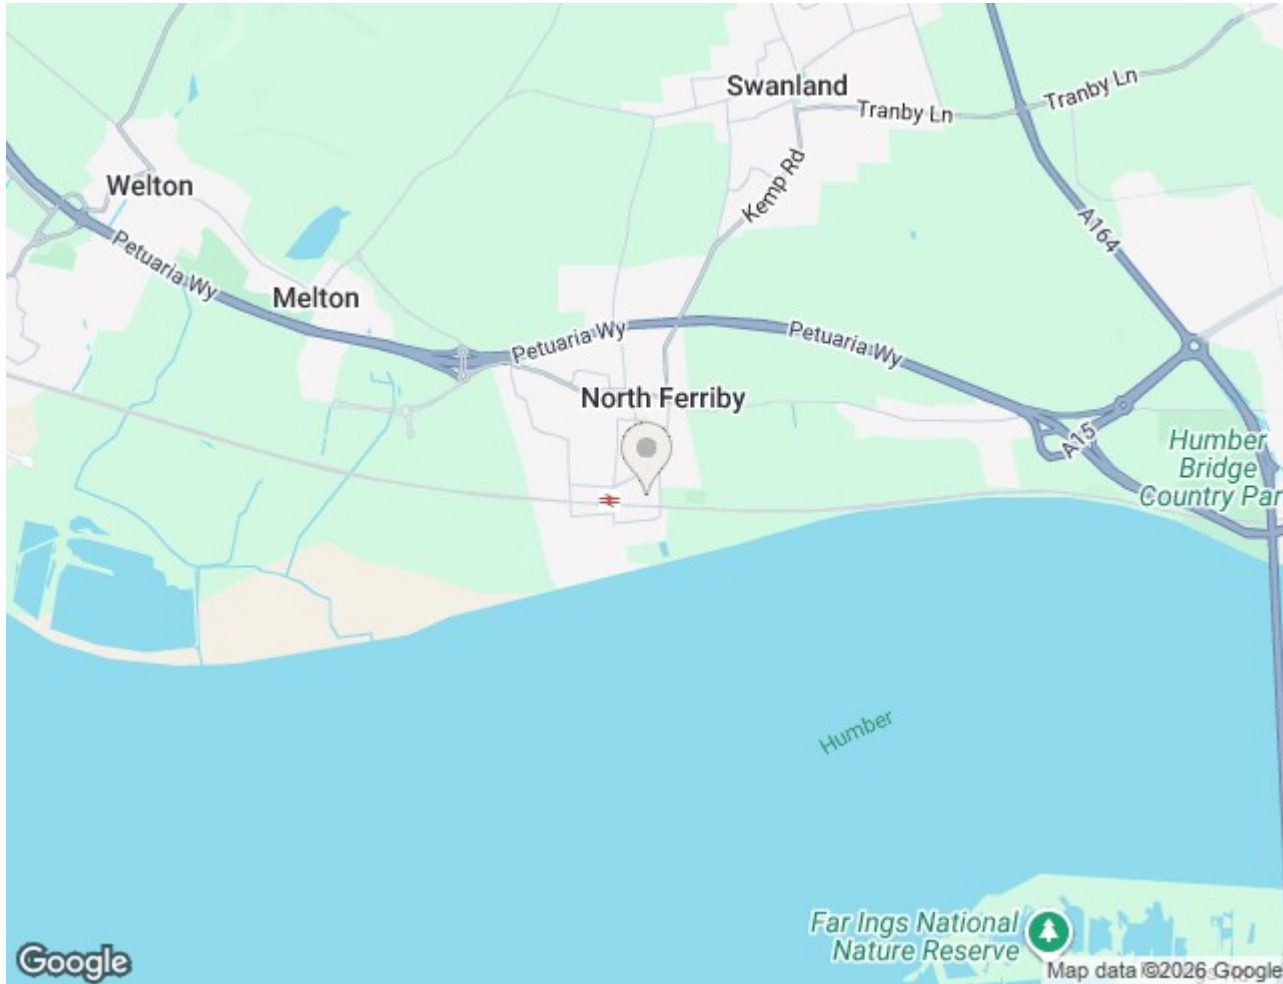 Swanland
Tranby Ln
Tranby Ln
Kemp Rd
Welton
A164
Petuaria Wy
Melton
Petuaria Wy
Petuaria Wy
North Ferriby
A15
Humber
Bridge
Country Par
Humber
Far Ings National
Nature Reserve
Google
Map data ©2026 Google